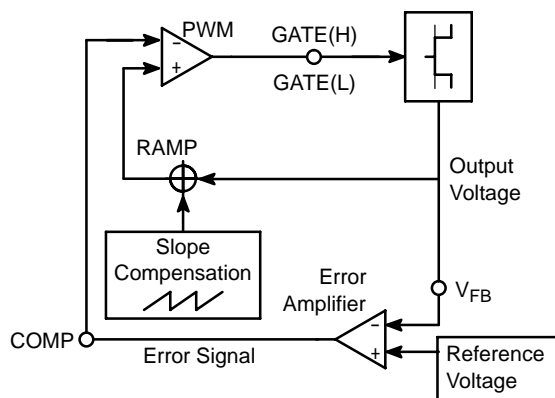 PWM
GATE(H)
GATE(L)
−
+
RAMP
Output
Voltage
Slope
Compensation
Error
Amplifier
VFB
−
+
COMP
Error Signal
Reference
Voltage